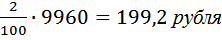 2/100 · 9960 = 199,2 рубля